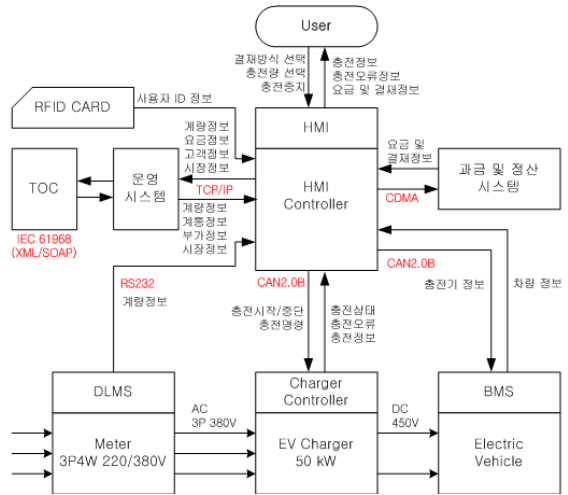 User
결재방식 선택
충전량 선택
충전중지
충전정보
충전오류정보
요금 및 결재정보
RFID CARD
사용자 ID 정보
HMI
계량정보
요금정보
고객정보
시장정보
요금 및
결재정보
TOC
운영
시스템
TCP/IP
HMI
Controller
CDMA
과금 및 정산
시스템
IEC 61968
(XML/SOAP)
계량정보
계통정보
부가정보
시장정보
RS232
계량정보
CAN2.0B
CAN2.0B
충전기 정보
차량 정보
충전시작/중단
충전명령
충전상태
충전오류
충전정보
DLMS
Meter
3P4W 220/380V
AC
3P 380V
Charger
Controller
EV Charger
50 kW
DC
450V
BMS
Electric
Vehicle